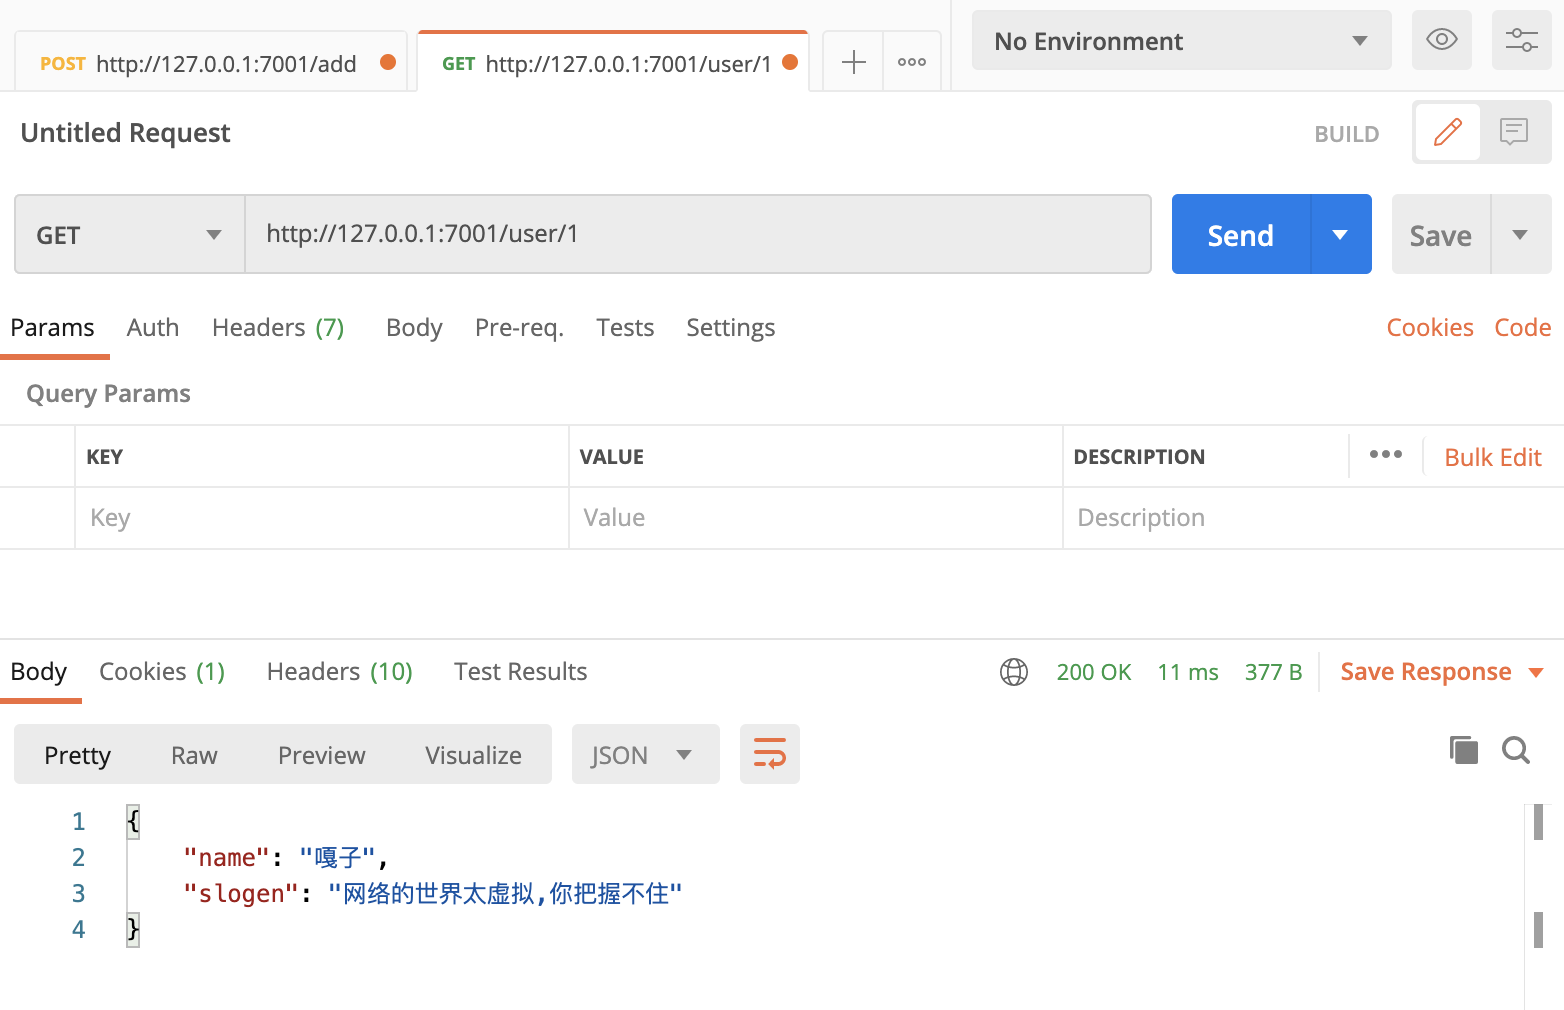 POST http://127.0.0.1:7001/add GET http://127.0.0.1:7001/user/1 No Environment
Untitled Request BUILD
GET http://127.0.0.1:7001/user/1 Send Save
Params Auth Headers (7) Body Pre-req. Tests Settings Cookies Code
Query Params
KEY VALUE DESCRIPTION Bulk Edit
Key Value Description
Body Cookies (1) Headers (10) Test Results 200 OK 11 ms 377 B Save Response
Pretty Raw Preview Visualize JSON
1 {
2 "name": "嘎子",
3 "slogen": "网络的世界太虚拟,你把握不住"
4 }